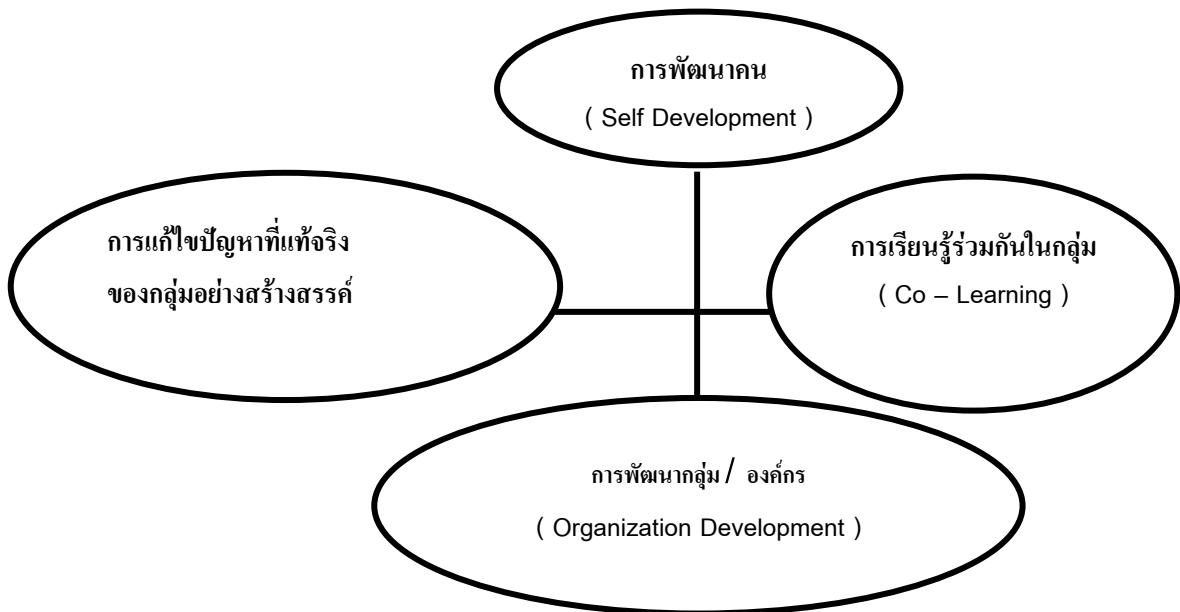 การพัฒนาคน
( Self Development )
การแก้ไขปัญหาที่แท้จริง
ของกลุ่มอย่างสร้างสรรค์
การเรียนรู้ร่วมกันในกลุ่ม
( Co – Learning )
การพัฒนากลุ่ม / องค์กร
( Organization Development )